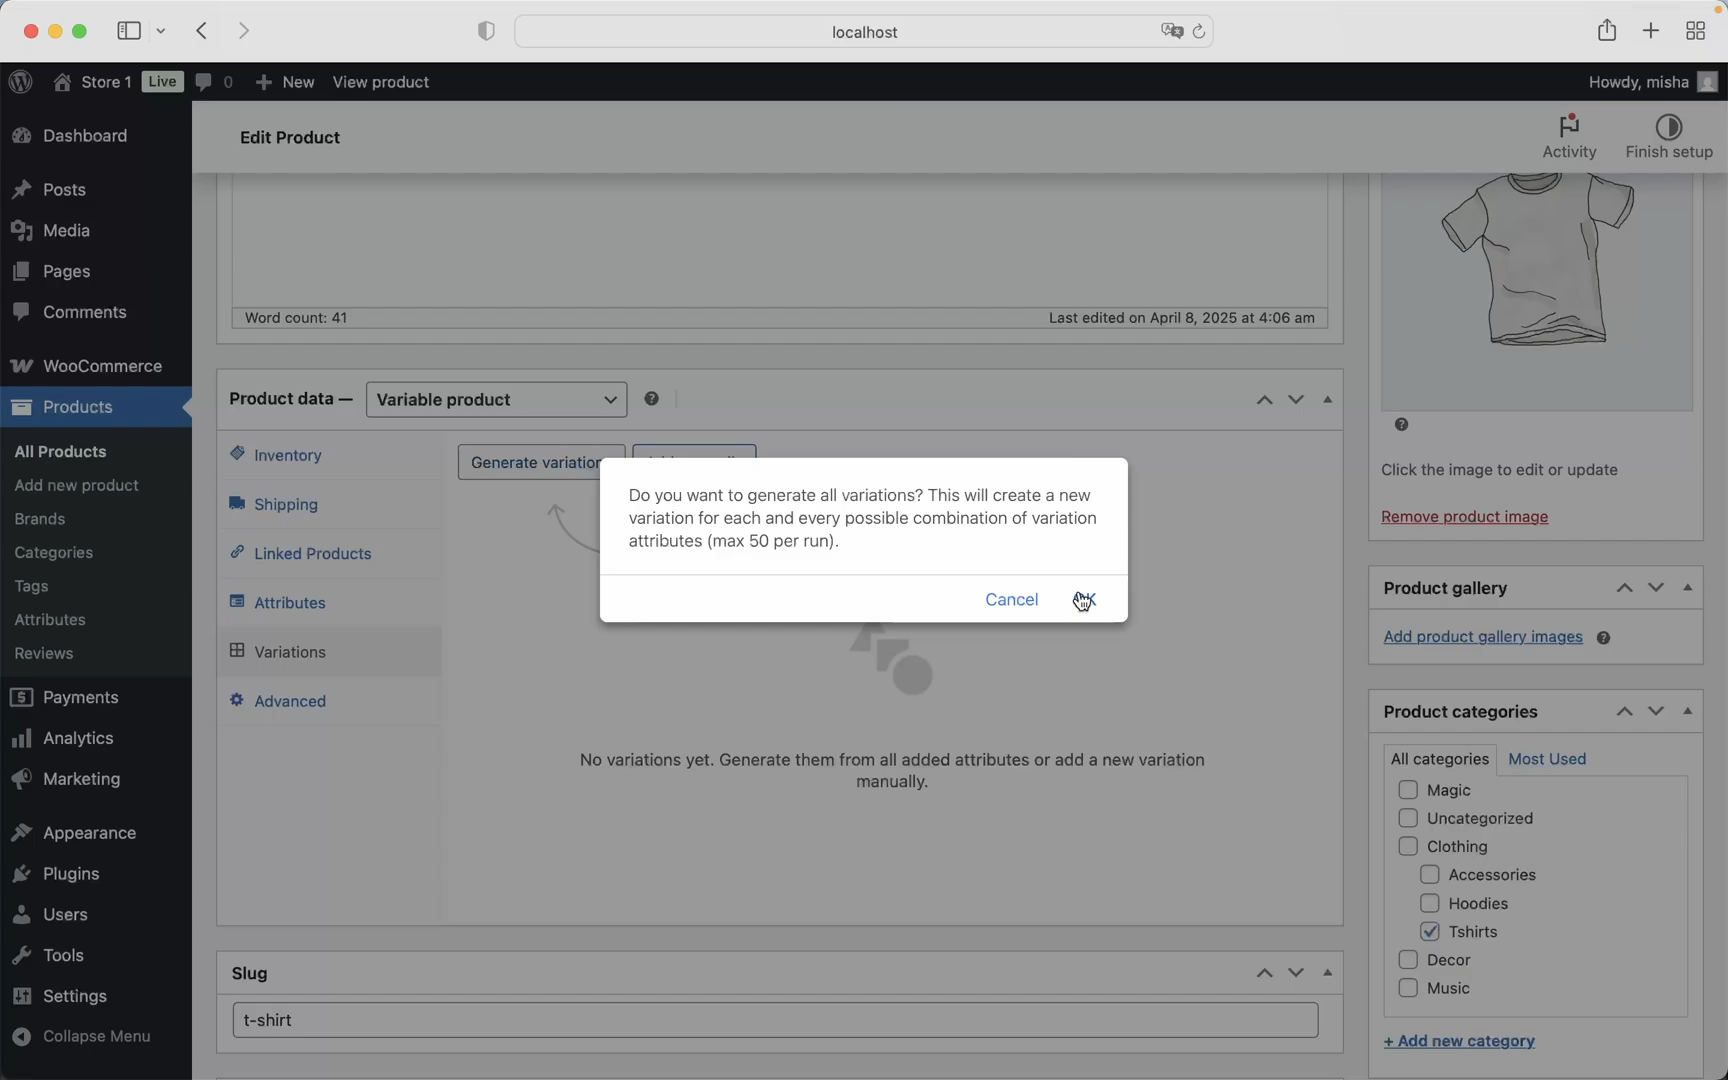 localhost
Store 1 Live 0 New View product Howdy, misha
Dashboard
Posts
Media
Pages
Comments
WooCommerce
Products
All Products
Add new product
Brands
Categories
Tags
Attributes
Reviews
Payments
Analytics
Marketing
Appearance
Plugins
Users
Tools
Settings
Collapse Menu
Edit Product
Activity
Finish setup
Word count: 41 Last edited on April 8, 2025 at 4:06 am
Product data — Variable product
Inventory
Shipping
Linked Products
Attributes
Variations
Advanced
Generate variation
Do you want to generate all variations? This will create a new
variation for each and every possible combination of variation
attributes (max 50 per run).
Cancel
No variations yet. Generate them from all added attributes or add a new variation
manually.
Slug
t-shirt
Click the image to edit or update
Remove product image
Product gallery
Add product gallery images
Product categories
All categories Most Used
Magic
Uncategorized
Clothing
Accessories
Hoodies
Tshirts
Decor
Music
+ Add new category